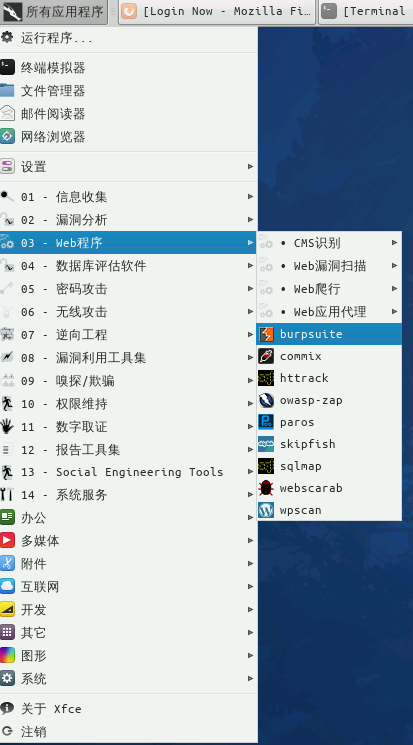 所有应用程序
[Login Now - Mozilla Fi...
[Terminal
运行程序...
终端模拟器
文件管理器
邮件阅读器
网络浏览器
设置
01 - 信息收集
02 - 漏洞分析
03 - Web程序
04 - 数据库评估软件
05 - 密码攻击
06 - 无线攻击
07 - 逆向工程
08 - 漏洞利用工具集
09 - 嗅探/欺骗
10 - 权限维持
11 - 数字取证
12 - 报告工具集
13 - Social Engineering Tools
14 - 系统服务
办公
多媒体
附件
互联网
开发
其它
图形
系统
关于 Xfce
注销
• CMS识别
• Web漏洞扫描
• Web爬行
• Web应用代理
burpsuite
commix
httrack
owasp-zap
paros
skipfish
sqlmap
webscarab
wpscan